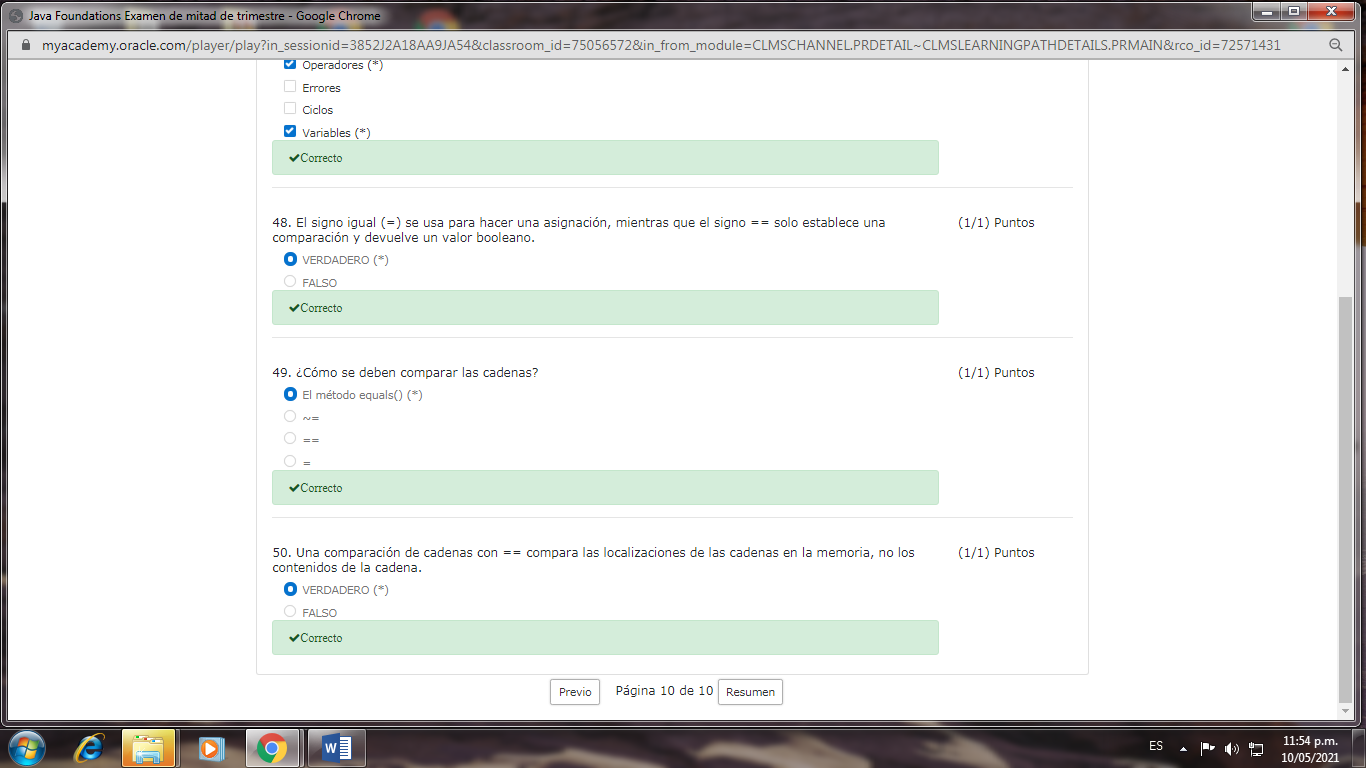 Java Foundations Examen de mitad de trimestre - Google Chrome
myacademy.oracle.com/player/play?in_sessionid=3852J2A18AA9JA54&classroom_id=75056572&in_from_module=CLMSCHANNEL.PRDETAIL~CLMSLEARNINGPATHDETAILS.PRMAIN&rco_id=72571431
Operadores (*)
Errores
Ciclos
Variables (*)
Correcto
48. El signo igual (=) se usa para hacer una asignación, mientras que el signo == solo establece una (1/1) Puntos
comparación y devuelve un valor booleano.
VERDADERO (*)
FALSO
Correcto
49. ¿Cómo se deben comparar las cadenas? (1/1) Puntos
El método equals() (*)
~=
==
=
Correcto
50. Una comparación de cadenas con == compara las localizaciones de las cadenas en la memoria, no los (1/1) Puntos
contenidos de la cadena.
VERDADERO (*)
FALSO
Correcto
Previo Página 10 de 10 Resumen
ES 11:54 p.m.
10/05/2021